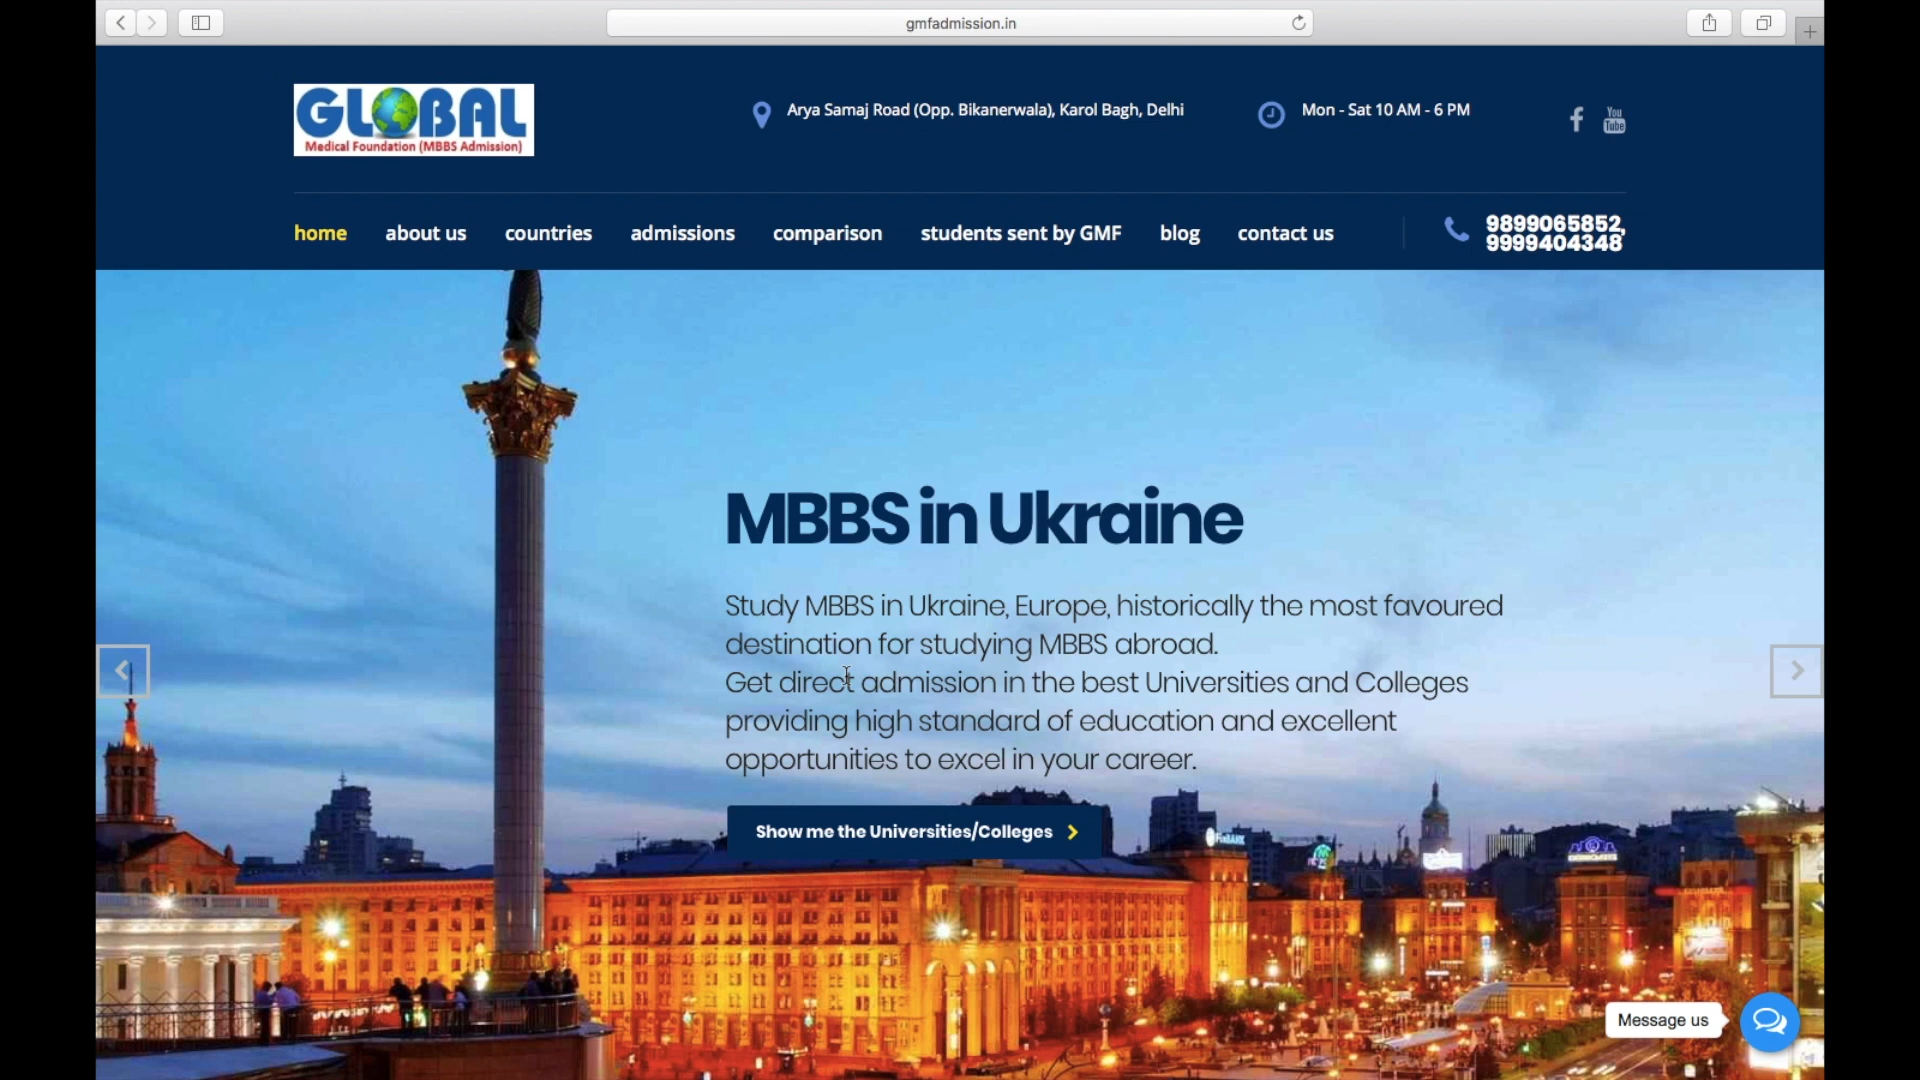 gmfadmission.in
GLOBAL
Medical Foundation (MBBS Admission)
Arya Samaj Road (Opp. Bikanerwala), Karol Bagh, Delhi
Mon - Sat 10 AM - 6 PM
You
Tube
home
about us
countries
admissions
comparison
students sent by GMF
blog
contact us
9899065852,
9999404348
MBBS in Ukraine
Study MBBS in Ukraine, Europe, historically the most favoured
destination for studying MBBS abroad.
Get direct admission in the best Universities and Colleges
providing high standard of education and excellent
opportunities to excel in your career.
Show me the Universities/Colleges
Message us